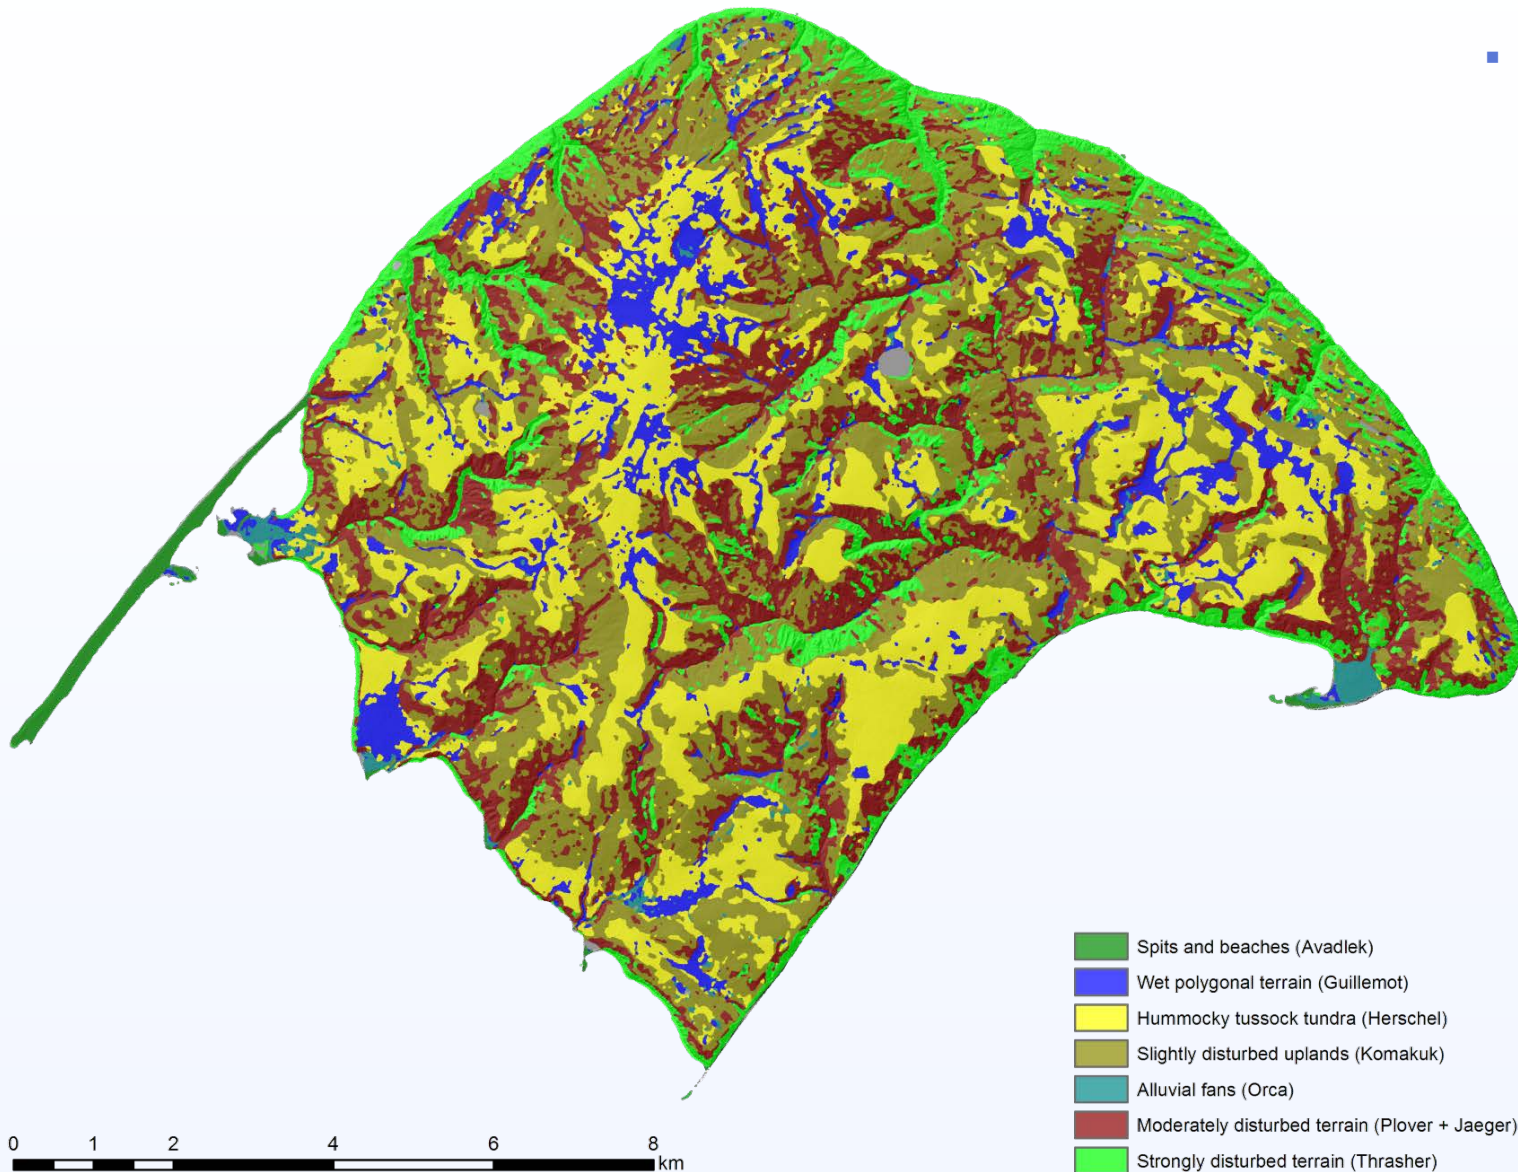 Spits and beaches (Avadlek)
Wet polygonal terrain (Guillemot)
Hummocky tussock tundra (Herschel)
Slightly disturbed uplands (Komakuk)
Alluvial fans (Orca)
Moderately disturbed terrain (Plover + Jaeger)
Strongly disturbed terrain (Thrasher)
0 1 2 4 6 8
km